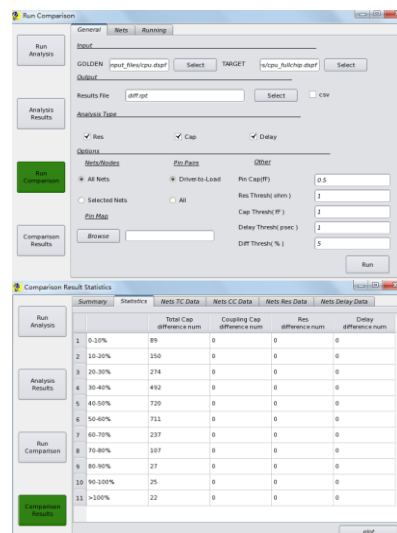 Run Comparison
General Nets Running
Run Analysis
Analysis Results
Run Comparison
Comparison Results
Input
GOLDEN nput_files/cpu.dspf Select TARGET s/cpu_fullchip.dspf Select
Output
Results File diff.rpt Select csv
Analysis Type
Res Cap Delay
Options
Nets/Nodes Pin Pairs Other
All Nets Driver-to-Load Pin Cap(fF) 0.5
Selected Nets All Res Thresh( ohm ) 1
Pin Map Cap Thresh( fF ) 1
Browse Delay Thresh( psec ) 1
Diff Thresh( % ) 5
Run
Comparison Result Statistics
Summary Statistics Nets TC Data Nets CC Data Nets Res Data Nets Delay Data
Run Analysis
Analysis Results
Run Comparison
Comparison Results
Total Cap difference num Coupling Cap difference num Res difference num Delay difference num
1 0-10% 89 0 0 0
2 10-20% 150 0 0 0
3 20-30% 274 0 0 0
4 30-40% 492 0 0 0
5 40-50% 720 0 0 0
6 50-60% 711 0 0 0
7 60-70% 237 0 0 0
8 70-80% 107 0 0 0
9 80-90% 27 0 0 0
10 90-100% 25 0 0 0
11 >100% 22 0 0 0
plot